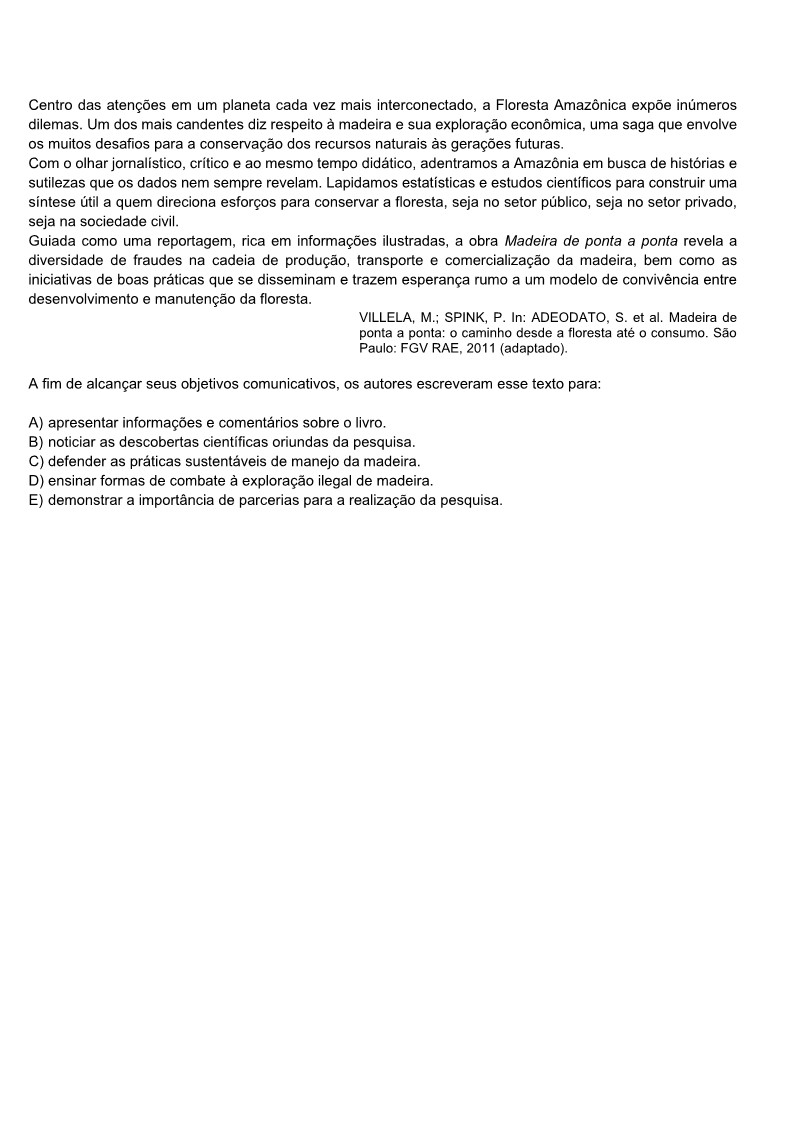 Centro das atenções em um planeta cada vez mais interconectado, a Floresta Amazônica expõe inúmeros
dilemas. Um dos mais candentes diz respeito à madeira e sua exploração econômica, uma saga que envolve
os muitos desafios para a conservação dos recursos naturais às gerações futuras.
Com o olhar jornalístico, crítico e ao mesmo tempo didático, adentramos a Amazônia em busca de histórias e
sutilezas que os dados nem sempre revelam. Lapidamos estatísticas e estudos científicos para construir uma
síntese útil a quem direciona esforços para conservar a floresta, seja no setor público, seja no setor privado,
seja na sociedade civil.
Guiada como uma reportagem, rica em informações ilustradas, a obra Madeira de ponta a ponta revela a
diversidade de fraudes na cadeia de produção, transporte e comercialização da madeira, bem como as
iniciativas de boas práticas que se disseminam e trazem esperança rumo a um modelo de convivência entre
desenvolvimento e manutenção da floresta.
VILLELA, M.; SPINK, P. In: ADEODATO, S. et al. Madeira de
ponta a ponta: o caminho desde a floresta até o consumo. São
Paulo: FGV RAE, 2011 (adaptado).
A fim de alcançar seus objetivos comunicativos, os autores escreveram esse texto para:
A) apresentar informações e comentários sobre o livro.
B) noticiar as descobertas científicas oriundas da pesquisa.
C) defender as práticas sustentáveis de manejo da madeira.
D) ensinar formas de combate à exploração ilegal de madeira.
E) demonstrar a importância de parcerias para a realização da pesquisa.